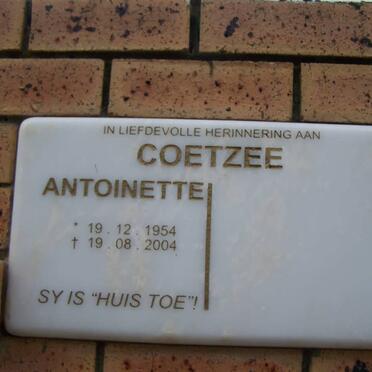 IN LIEFDEVOLLE HERINNERING AAN
COETZEE
ANTOINETTE
* 19 . 12 . 1954
† 19 . 08 . 2004
SY IS "HUIS TOE"!